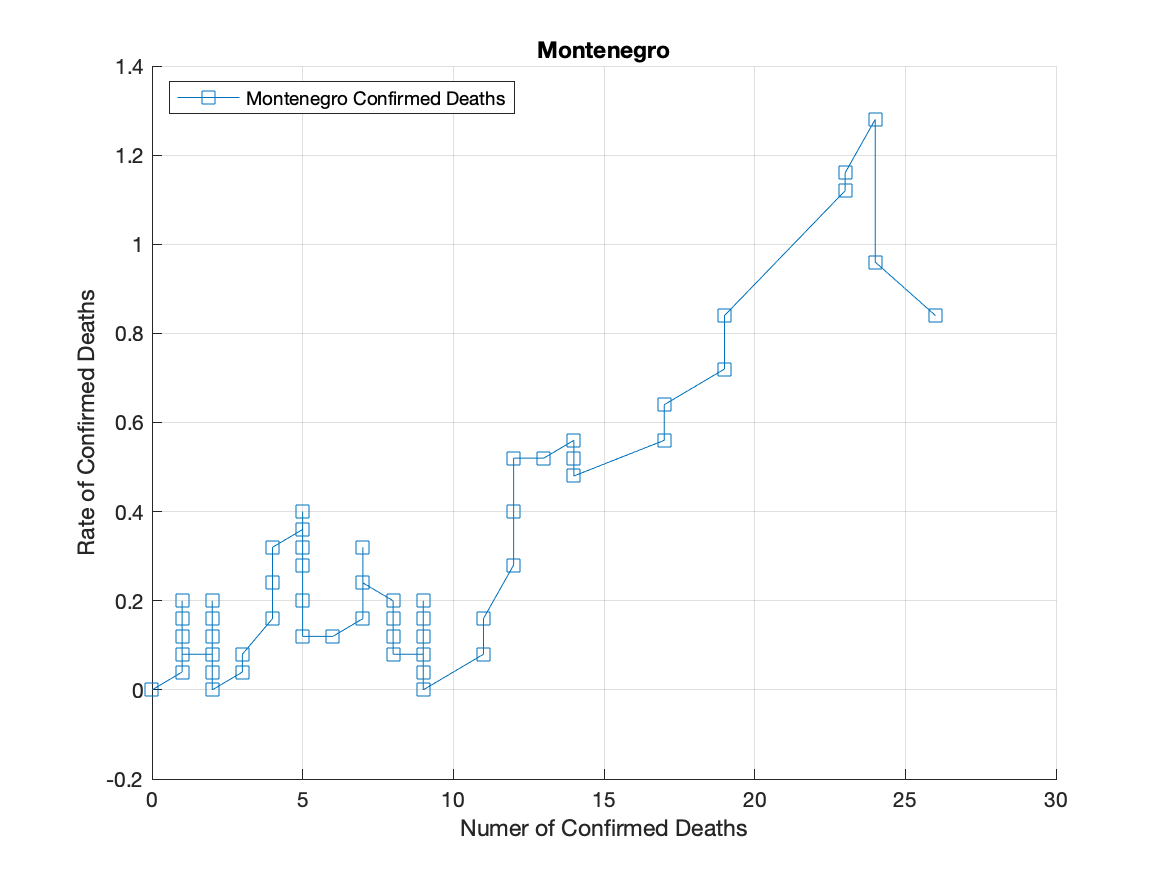 Montenegro
Montenegro Confirmed Deaths
1.4
1.2
1
0.8
0.6
0.4
0.2
0
-0.2
Rate of Confirmed Deaths
0 5 10 15 20 25 30
Numer of Confirmed Deaths